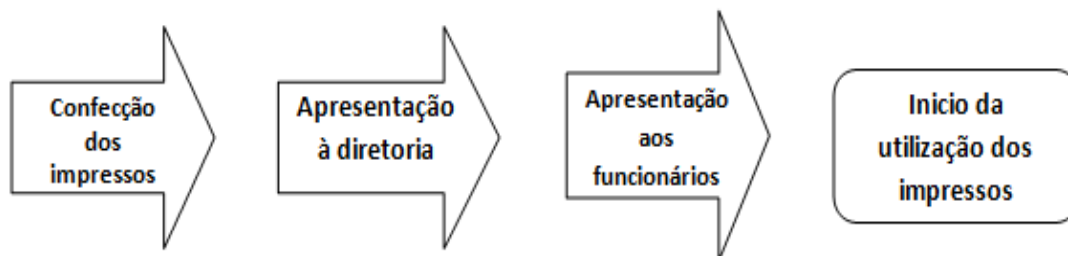 Confecção
dos
impressos
Apresentação
à diretoria
Apresentação
aos
funcionários
Inicio da
utilização dos
impressos